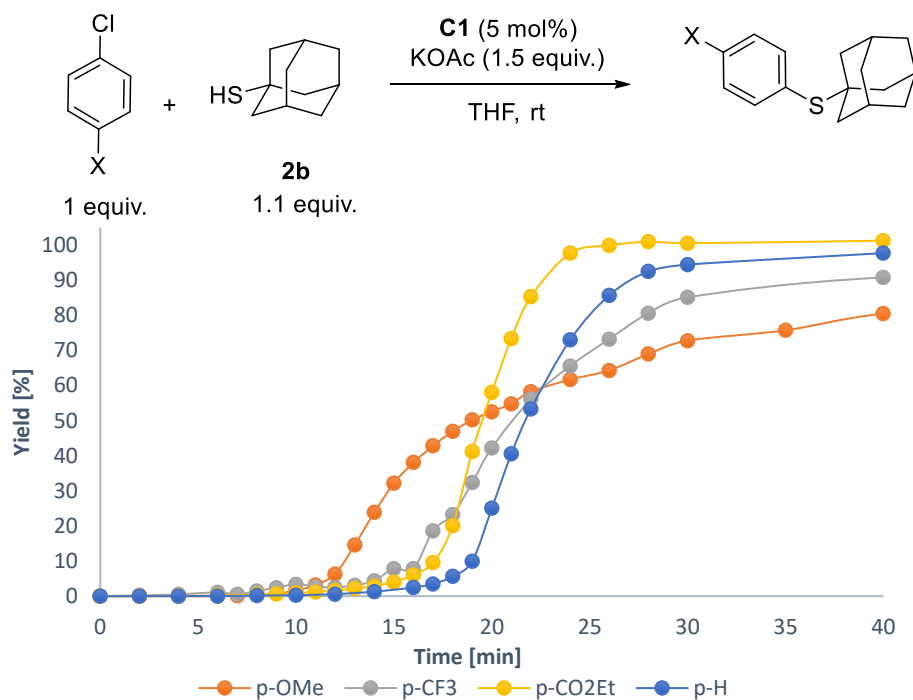 Cl
X
1 equiv.
+
HS
2b
1.1 equiv.
C1 (5 mol%)
KOAc (1.5 equiv.)
THF, rt
X
S
Yield [%]
100
90
80
70
60
50
40
30
20
10
0
0 5 10 15 20 25 30 35 40
Time [min]
p-OMe p-CF3 p-CO2Et p-H